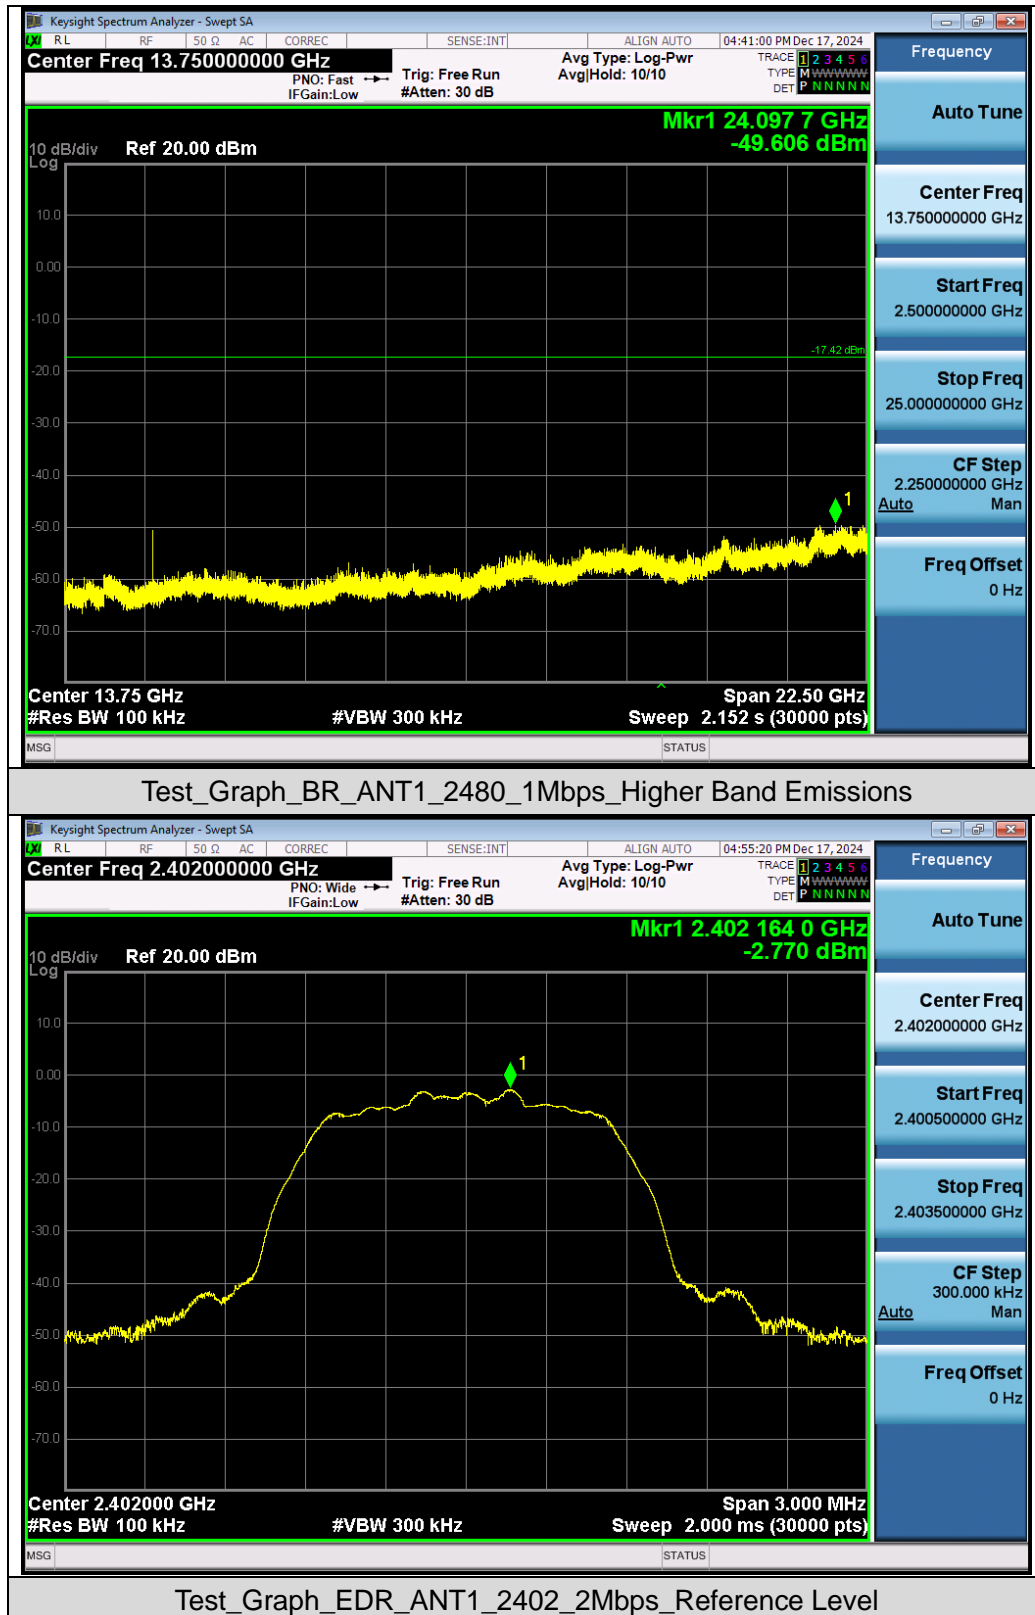 Keysight Spectrum Analyzer - Swept SA
LXI RL RF 50 Ω AC CORREC SENSE:INT ALIGN AUTO 04:41:00 PM Dec 17, 2024
Center Freq 13.750000000 GHz
PNO: Fast
IFGain:Low
Trig: Free Run
#Atten: 30 dB
Avg Type: Log-Pwr
Avg|Hold: 10/10
TRACE 1 2 3 4 5 6
TYPE M WWWWW
DET P N N N N N
Mkr1 24.097 7 GHz
-49.606 dBm
10 dB/div Ref 20.00 dBm
Log
10.0
0.00
-10.0
-17.42 dBm
-20.0
-30.0
-40.0
1
-50.0
-60.0
-70.0
Center 13.75 GHz Span 22.50 GHz
#Res BW 100 kHz #VBW 300 kHz Sweep 2.152 s (30000 pts)
MSG STATUS
Frequency
Auto Tune
Center Freq
13.750000000 GHz
Start Freq
2.500000000 GHz
Stop Freq
25.000000000 GHz
CF Step
2.250000000 GHz
Auto Man
Freq Offset
0 Hz
Test_Graph_BR_ANT1_2480_1Mbps_Higher Band Emissions
Keysight Spectrum Analyzer - Swept SA
LXI RL RF 50 Ω AC CORREC SENSE:INT ALIGN AUTO 04:55:20 PM Dec 17, 2024
Center Freq 2.402000000 GHz
PNO: Wide
IFGain:Low
Trig: Free Run
#Atten: 30 dB
Avg Type: Log-Pwr
Avg|Hold: 10/10
TRACE 1 2 3 4 5 6
TYPE M WWWWW
DET P N N N N N
Mkr1 2.402 164 0 GHz
-2.770 dBm
10 dB/div Ref 20.00 dBm
Log
10.0
1
0.00
-10.0
-20.0
-30.0
-40.0
-50.0
-60.0
-70.0
Center 2.402000 GHz Span 3.000 MHz
#Res BW 100 kHz #VBW 300 kHz Sweep 2.000 ms (30000 pts)
MSG STATUS
Frequency
Auto Tune
Center Freq
2.402000000 GHz
Start Freq
2.400500000 GHz
Stop Freq
2.403500000 GHz
CF Step
300.000 kHz
Auto Man
Freq Offset
0 Hz
Test_Graph_EDR_ANT1_2402_2Mbps_Reference Level